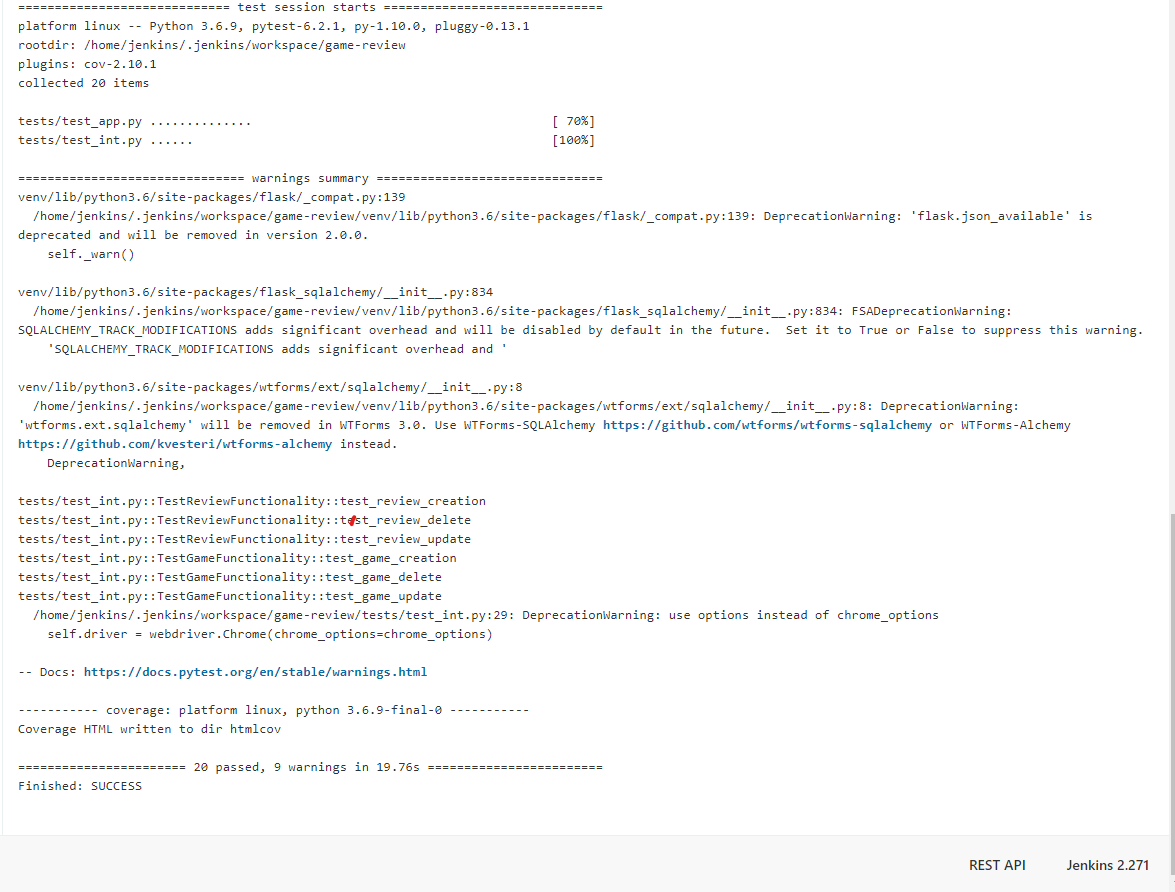 ============================= test session starts ==============================
platform linux -- Python 3.6.9, pytest-6.2.1, py-1.10.0, pluggy-0.13.1
rootdir: /home/jenkins/.jenkins/workspace/game-review
plugins: cov-2.10.1
collected 20 items
tests/test_app.py .............. [ 70%]
tests/test_int.py ...... [100%]
=============================== warnings summary ===============================
venv/lib/python3.6/site-packages/flask/_compat.py:139
/home/jenkins/.jenkins/workspace/game-review/venv/lib/python3.6/site-packages/flask/_compat.py:139: DeprecationWarning: 'flask.json_available' is
deprecated and will be removed in version 2.0.0.
self._warn()
venv/lib/python3.6/site-packages/flask_sqlalchemy/__init__.py:834
/home/jenkins/.jenkins/workspace/game-review/venv/lib/python3.6/site-packages/flask_sqlalchemy/__init__.py:834: FSADeprecationWarning:
SQLALCHEMY_TRACK_MODIFICATIONS adds significant overhead and will be disabled by default in the future.  Set it to True or False to suppress this warning.
'SQLALCHEMY_TRACK_MODIFICATIONS adds significant overhead and '
venv/lib/python3.6/site-packages/wtforms/ext/sqlalchemy/__init__.py:8
/home/jenkins/.jenkins/workspace/game-review/venv/lib/python3.6/site-packages/wtforms/ext/sqlalchemy/__init__.py:8: DeprecationWarning:
'wtforms.ext.sqlalchemy' will be removed in WTForms 3.0. Use WTForms-SQLAlchemy https://github.com/wtforms/wtforms-sqlalchemy or WTForms-Alchemy
https://github.com/kvesteri/wtforms-alchemy instead.
DeprecationWarning,
tests/test_int.py::TestReviewFunctionality::test_review_creation
tests/test_int.py::TestReviewFunctionality::test_review_delete
tests/test_int.py::TestReviewFunctionality::test_review_update
tests/test_int.py::TestGameFunctionality::test_game_creation
tests/test_int.py::TestGameFunctionality::test_game_delete
tests/test_int.py::TestGameFunctionality::test_game_update
/home/jenkins/.jenkins/workspace/game-review/tests/test_int.py:29: DeprecationWarning: use options instead of chrome_options
self.driver = webdriver.Chrome(chrome_options=chrome_options)
-- Docs: https://docs.pytest.org/en/stable/warnings.html
----------- coverage: platform linux, python 3.6.9-final-0 -----------
Coverage HTML written to dir htmlcov
======================= 20 passed, 9 warnings in 19.76s ========================
Finished: SUCCESS
REST API Jenkins 2.271